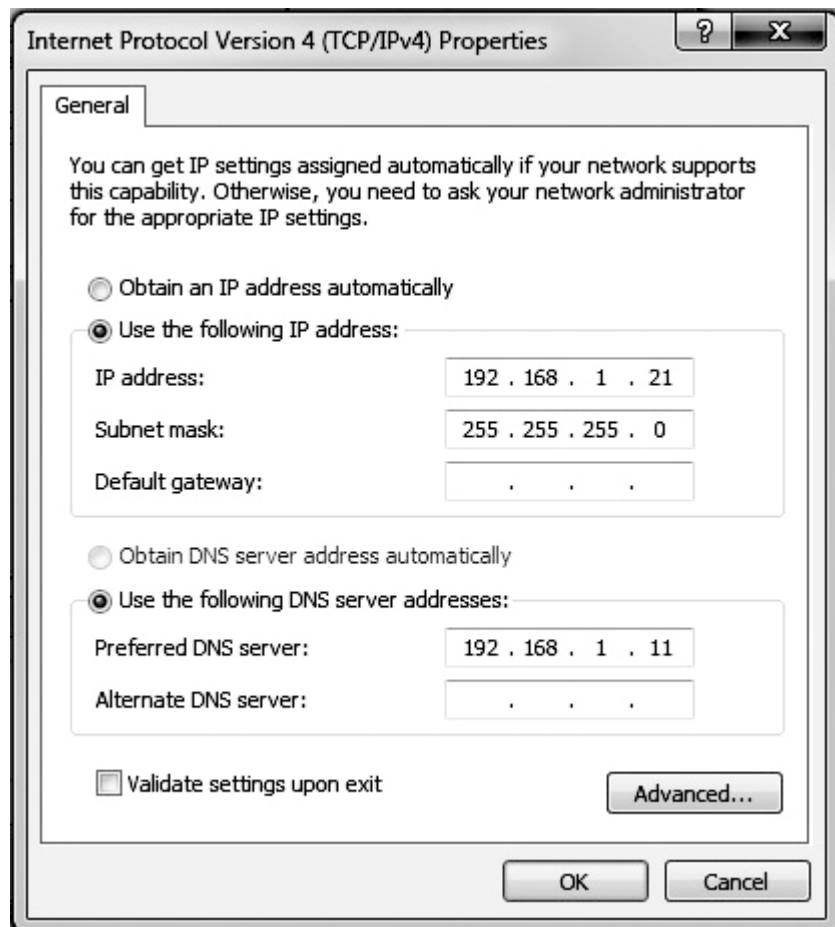 Internet Protocol Version 4 (TCP/IPv4) Properties
?
X
General
You can get IP settings assigned automatically if your network supports
this capability. Otherwise, you need to ask your network administrator
for the appropriate IP settings.
Obtain an IP address automatically
Use the following IP address:
IP address: 192 . 168 . 1 . 21
Subnet mask: 255 . 255 . 255 . 0
Default gateway: . . .
Obtain DNS server address automatically
Use the following DNS server addresses:
Preferred DNS server: 192 . 168 . 1 . 11
Alternate DNS server: . . .
Validate settings upon exit
Advanced...
OK Cancel